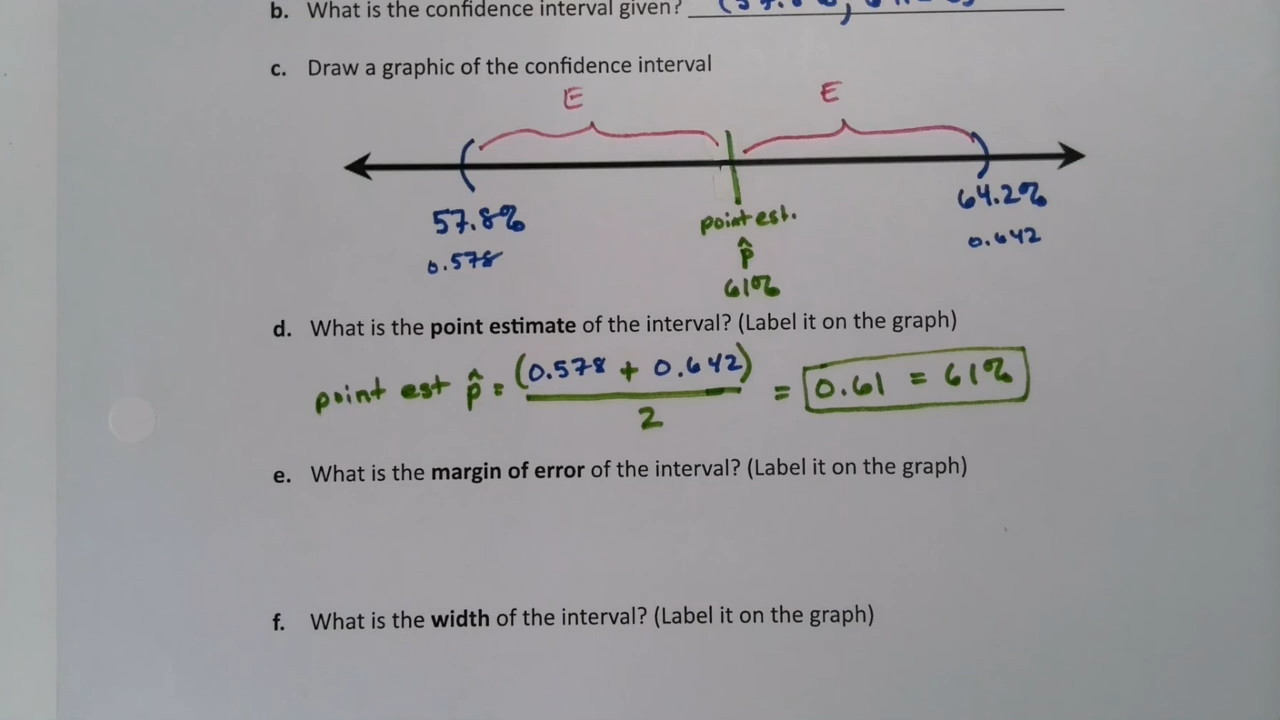 b. What is the confidence interval given?
c. Draw a graphic of the confidence interval
E E
57.8% point est. 64.2%
0.578 p̂ 0.642
61%
d. What is the point estimate of the interval? (Label it on the graph)
point est p̂ = (0.578 + 0.642) / 2 = 0.61 = 61%
e. What is the margin of error of the interval? (Label it on the graph)
f. What is the width of the interval? (Label it on the graph)